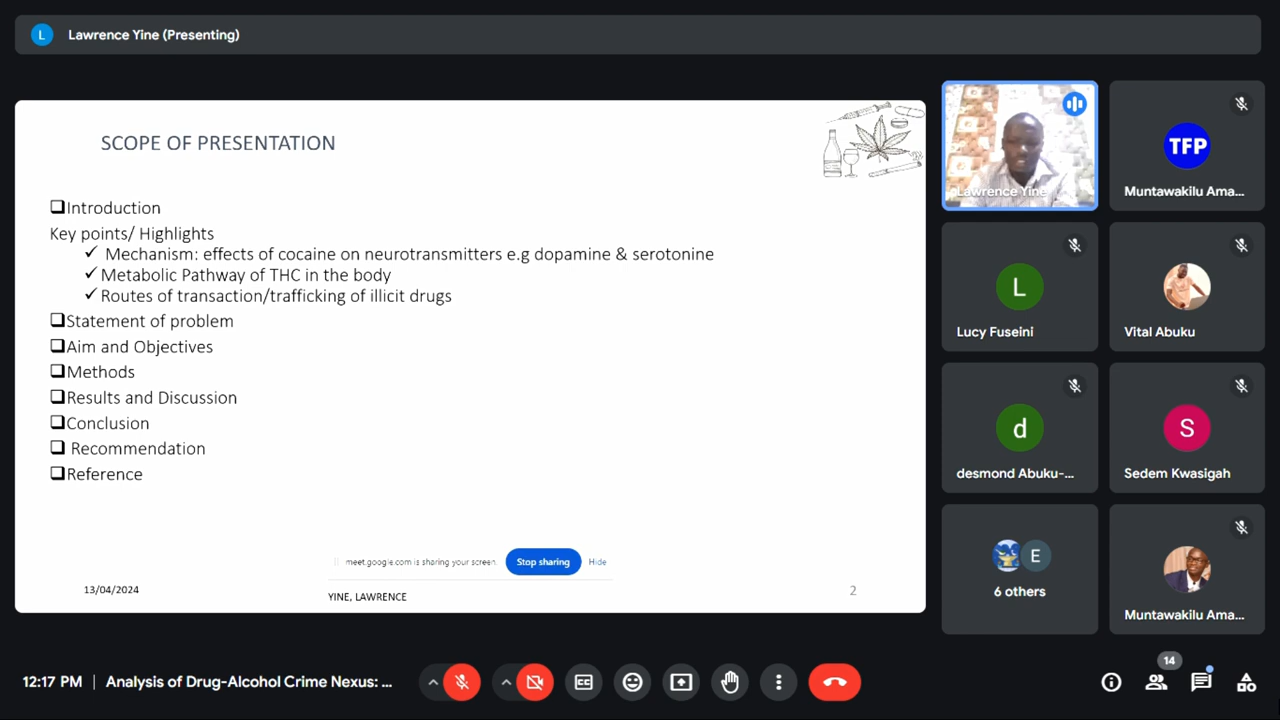 L
Lawrence Yine (Presenting)
SCOPE OF PRESENTATION
❑Introduction
Key points/ Highlights
✓ Mechanism: effects of cocaine on neurotransmitters e.g dopamine & serotonine
✓Metabolic Pathway of THC in the body
✓Routes of transaction/trafficking of illicit drugs
❑Statement of problem
❑Aim and Objectives
❑Methods
❑Results and Discussion
❑Conclusion
❑ Recommendation
❑Reference
meet.google.com is sharing your screen.
Stop sharing
Hide
13/04/2024
YINE, LAWRENCE
2
Lawrence Yine
TFP
Muntawakilu Ama...
L
Lucy Fuseini
Vital Abuku
d
desmond Abuku-...
S
Sedem Kwasigah
E
6 others
Muntawakilu Ama...
12:17 PM | Analysis of Drug-Alcohol Crime Nexus: ...
14